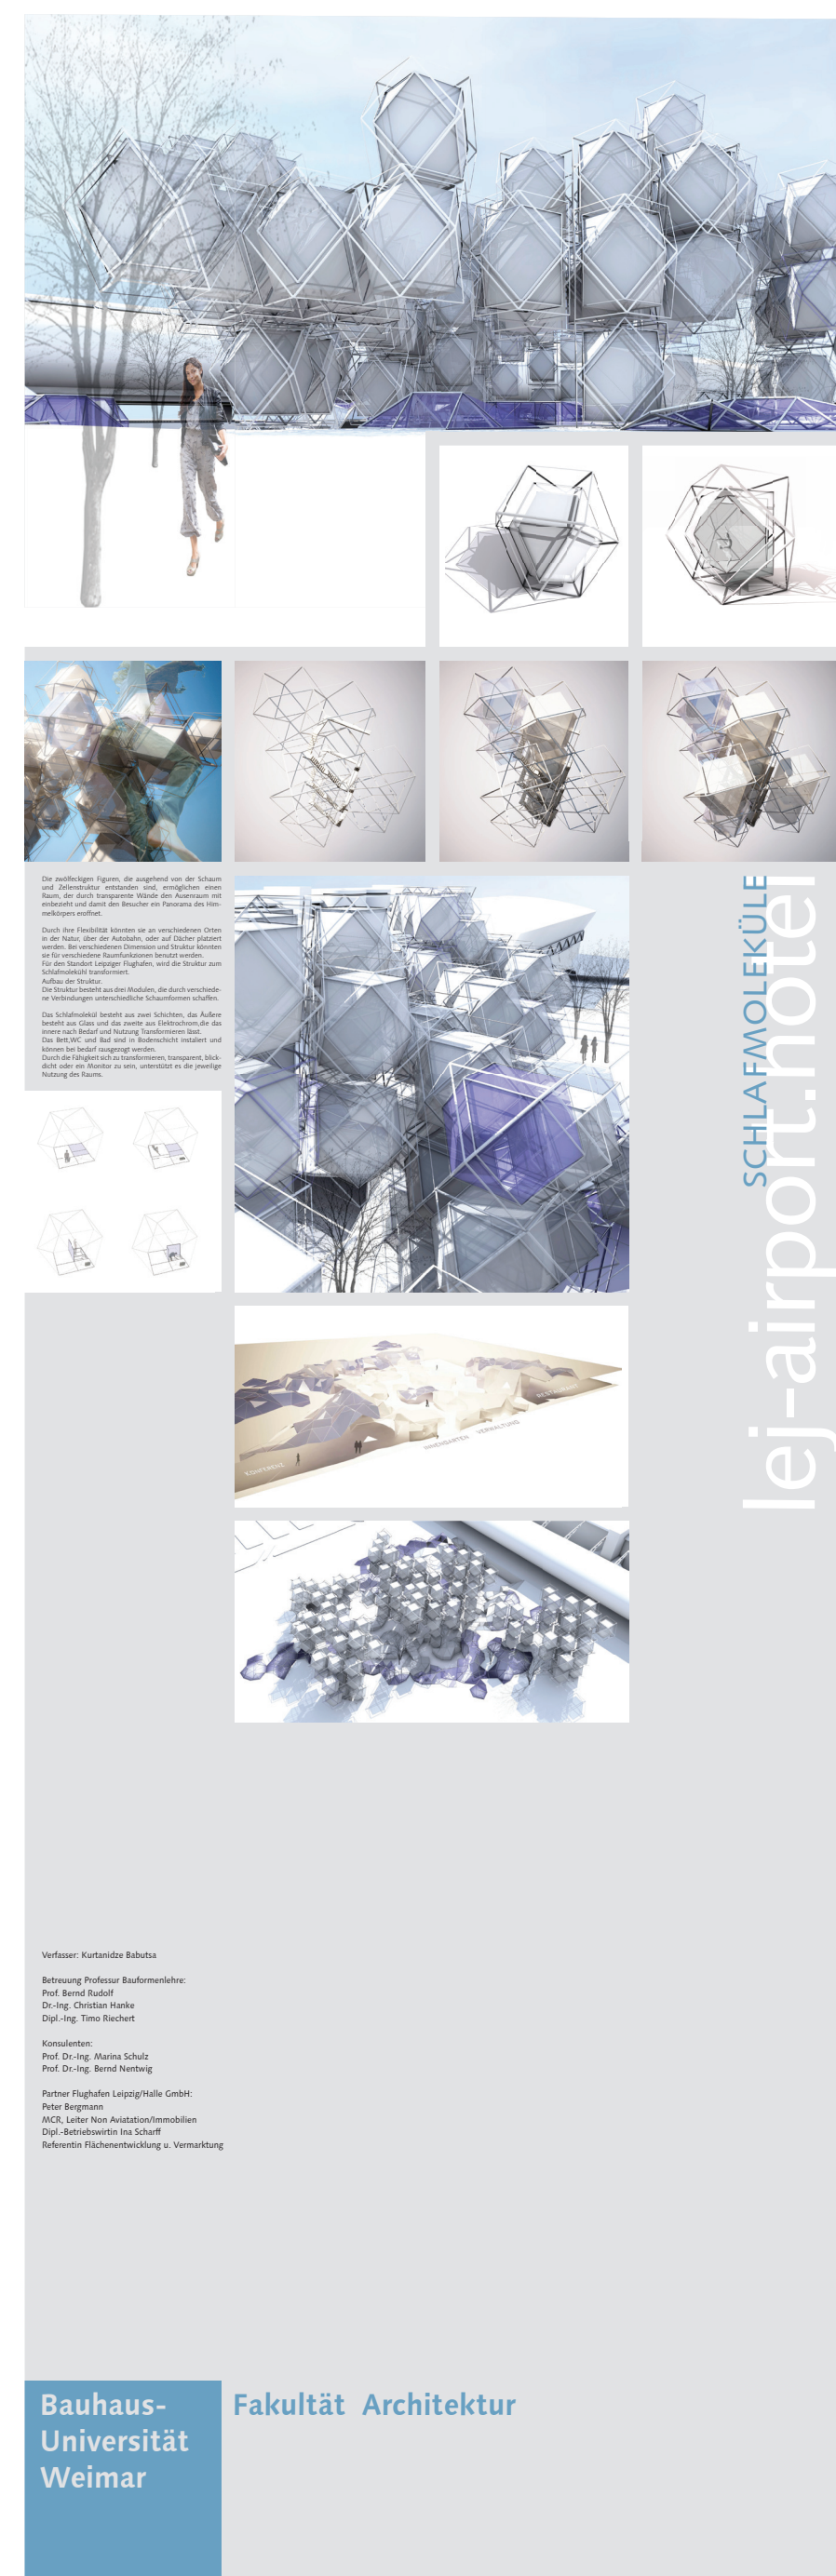 Die zwölfeckigen Figuren, die ausgehend von der Schaum
und Zellenstruktur entstanden sind, ermöglichen einen
Raum, der durch transparente Wände den Ausenraum mit
einbezieht und damit den Besucher ein Panorama des Him-
melkörpers eroffnet.
Durch ihre Flexibilität könnten sie an verschiedenen Orten
in der Natur, über der Autobahn, oder auf Dächer platziert
werden. Bei verschiedenen Dimension und Struktur könnten
sie für verschiedene Raumfunkzionen benutzt werden.
Für den Standort Leipziger Flughafen, wird die Struktur zum
Schlafmolekühl transformiert.
Aufbau der Struktur.
Die Struktur besteht aus drei Modulen, die durch verschiede-
ne Verbindungen unterschiedliche Schaumformen schaffen.
Das Schlafmolekül besteht aus zwei Schichten, das Äußere
besteht aus Glass und das zweite aus Elektrochrom,die das
innere nach Bedarf und Nutzung Transformieren lässt.
Das Bett,WC und Bad sind in Bodenschicht instaliert und
können bei bedarf rausgezogt werden.
Durch die Fähigkeit sich zu transformieren, transparent, blick-
dicht oder ein Monitor zu sein, unterstützt es die jeweilige
Nutzung des Raums.
SCHLAFMOLEKÜLE
lej-airport.hotel
KONFERENZ
INNENGARTEN
VERWALTUNG
RESTAURANT
Verfasser: Kurtanidze Babutsa
Betreuung Professur Bauformenlehre:
Prof. Bernd Rudolf
Dr.-Ing. Christian Hanke
Dipl.-Ing. Timo Riechert
Konsulenten:
Prof. Dr.-Ing. Marina Schulz
Prof. Dr.-Ing. Bernd Nentwig
Partner Flughafen Leipzig/Halle GmbH:
Peter Bergmann
MCR, Leiter Non Aviatation/Immobilien
Dipl.-Betriebswirtin Ina Scharff
Referentin Flächenentwicklung u. Vermarktung
Bauhaus-
Universität
Weimar
Fakultät Architektur